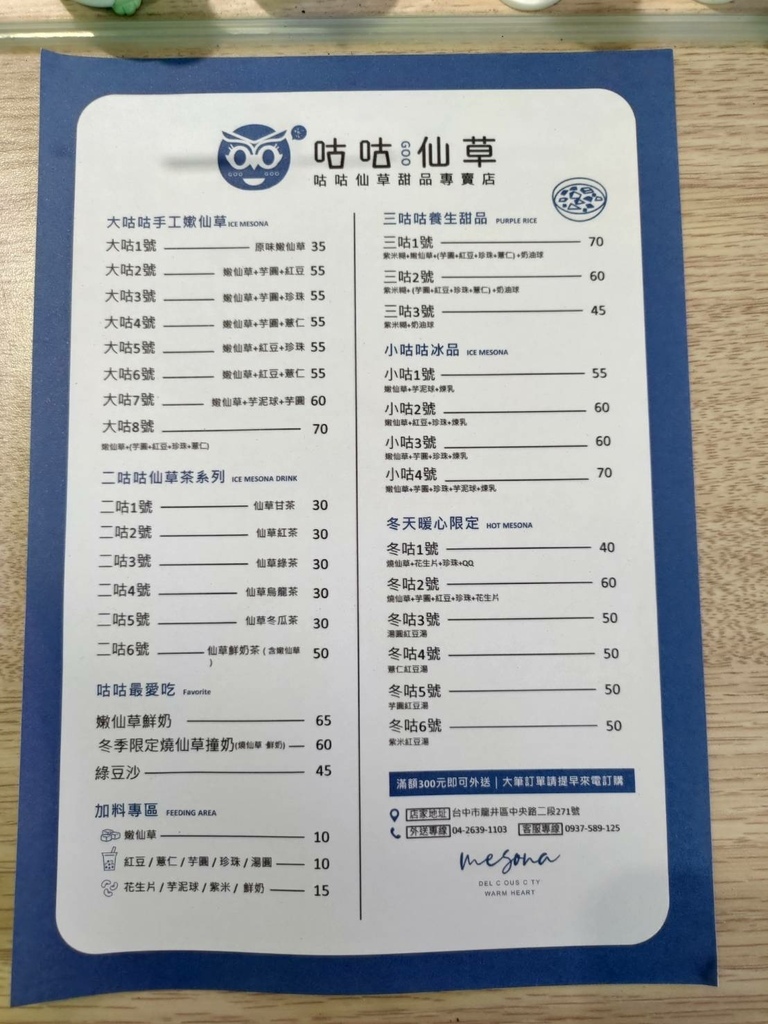 咕咕GOO仙草
咕咕仙草甜品專賣店
GOO GOO
大咕咕手工嫩仙草 ICE MESONA
大咕1號 原味嫩仙草 35
大咕2號 嫩仙草+芋圓+紅豆 55
大咕3號 嫩仙草+芋圓+珍珠 55
大咕4號 嫩仙草+芋圓+薏仁 55
大咕5號 嫩仙草+紅豆+珍珠 55
大咕6號 嫩仙草+紅豆+薏仁 55
大咕7號 嫩仙草+芋泥球+芋圓 60
大咕8號 70
嫩仙草+(芋圓+紅豆+珍珠+薏仁)
二咕咕仙草茶系列 ICE MESONA DRINK
二咕1號 仙草甘茶 30
二咕2號 仙草紅茶 30
二咕3號 仙草綠茶 30
二咕4號 仙草烏龍茶 30
二咕5號 仙草冬瓜茶 30
二咕6號 仙草鮮奶茶 (含嫩仙草 50
)
咕咕最愛吃 Favorite
嫩仙草鮮奶 65
冬季限定燒仙草撞奶(燒仙草 鮮奶) 60
綠豆沙 45
加料專區 FEEDING AREA
嫩仙草 10
紅豆/薏仁/芋圓/珍珠/湯圓 10
花生片/芋泥球/紫米/鮮奶 15
三咕咕養生甜品 PURPLE RICE
三咕1號 70
紫米糊+嫩仙草+(芋圓+紅豆+珍珠+薏仁)+奶油球
三咕2號 60
紫米糊+(芋圓+紅豆+珍珠+薏仁)+奶油球
三咕3號 45
紫米糊+奶油球
小咕咕冰品 ICE MESONA
小咕1號 55
嫩仙草+芋泥球+煉乳
小咕2號 60
嫩仙草+紅豆+珍珠+煉乳
小咕3號 60
嫩仙草+芋圓+珍珠+煉乳
小咕4號 70
嫩仙草+芋圓+珍珠+芋泥球+煉乳
冬天暖心限定 HOT MESONA
冬咕1號 40
燒仙草+花生片+珍珠+QQ
冬咕2號 60
燒仙草+芋圓+紅豆+珍珠+花生片
冬咕3號 50
湯圓紅豆湯
冬咕4號 50
薏仁紅豆湯
冬咕5號 50
芋圓紅豆湯
冬咕6號 50
紫米紅豆湯
滿額300元即可外送|大筆訂單請提早來電訂購
店家地址 台中市龍井區中央路二段271號
外送專線 04-2639-1103 客服專線 0937-589-125
mesona
DEL C OUS C TY
WARM HEART